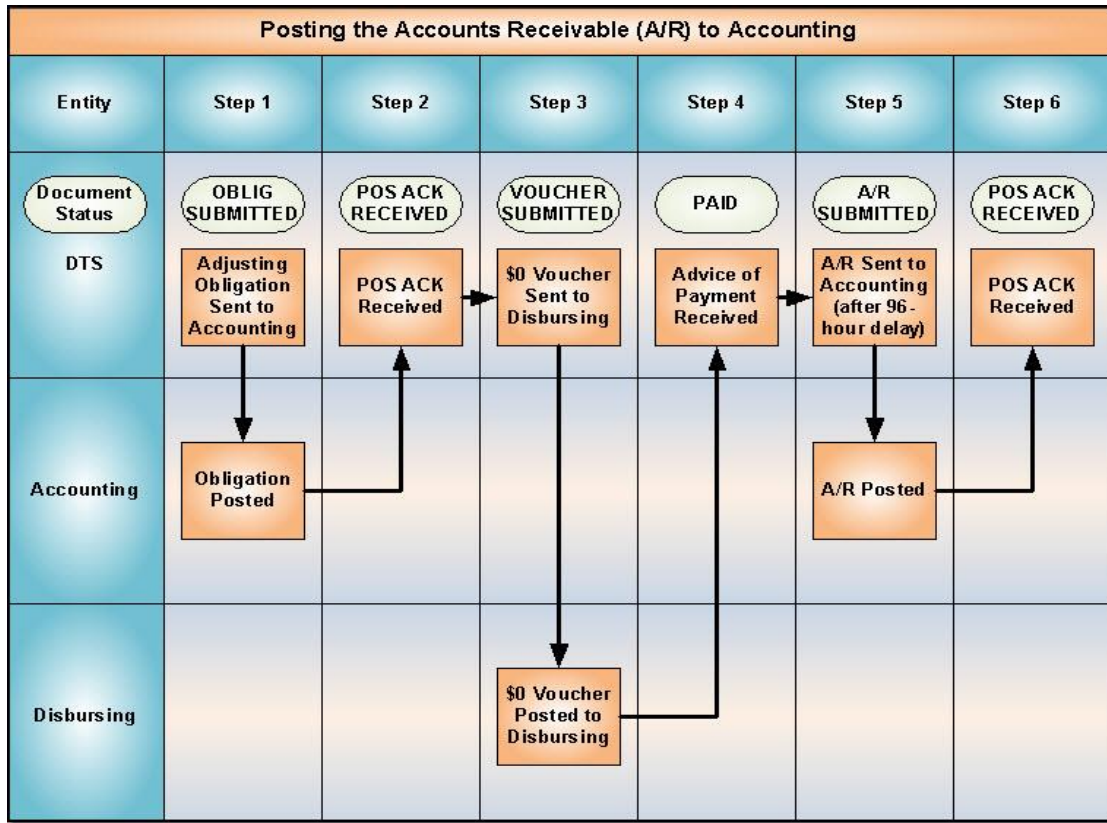 Posting the Accounts Receivable (A/R) to Accounting
Entity
Step 1
Step 2
Step 3
Step 4
Step 5
Step 6
Document
Status
OBLIG
SUBMITTED
POS ACK
RECEIVED
VOUCHER
SUBMITTED
PAID
A/R
SUBMITTED
POS ACK
RECEIVED
DTS
Adjusting
Obligation
Sent to
Accounting
POS ACK
Received
$0 Voucher
Sent to
Disbursing
Advice of
Payment
Received
A/R Sent to
Accounting
(after 96-
hour delay)
POS ACK
Received
Accounting
Obligation
Posted
A/R Posted
Disbursing
$0 Voucher
Posted to
Disbursing